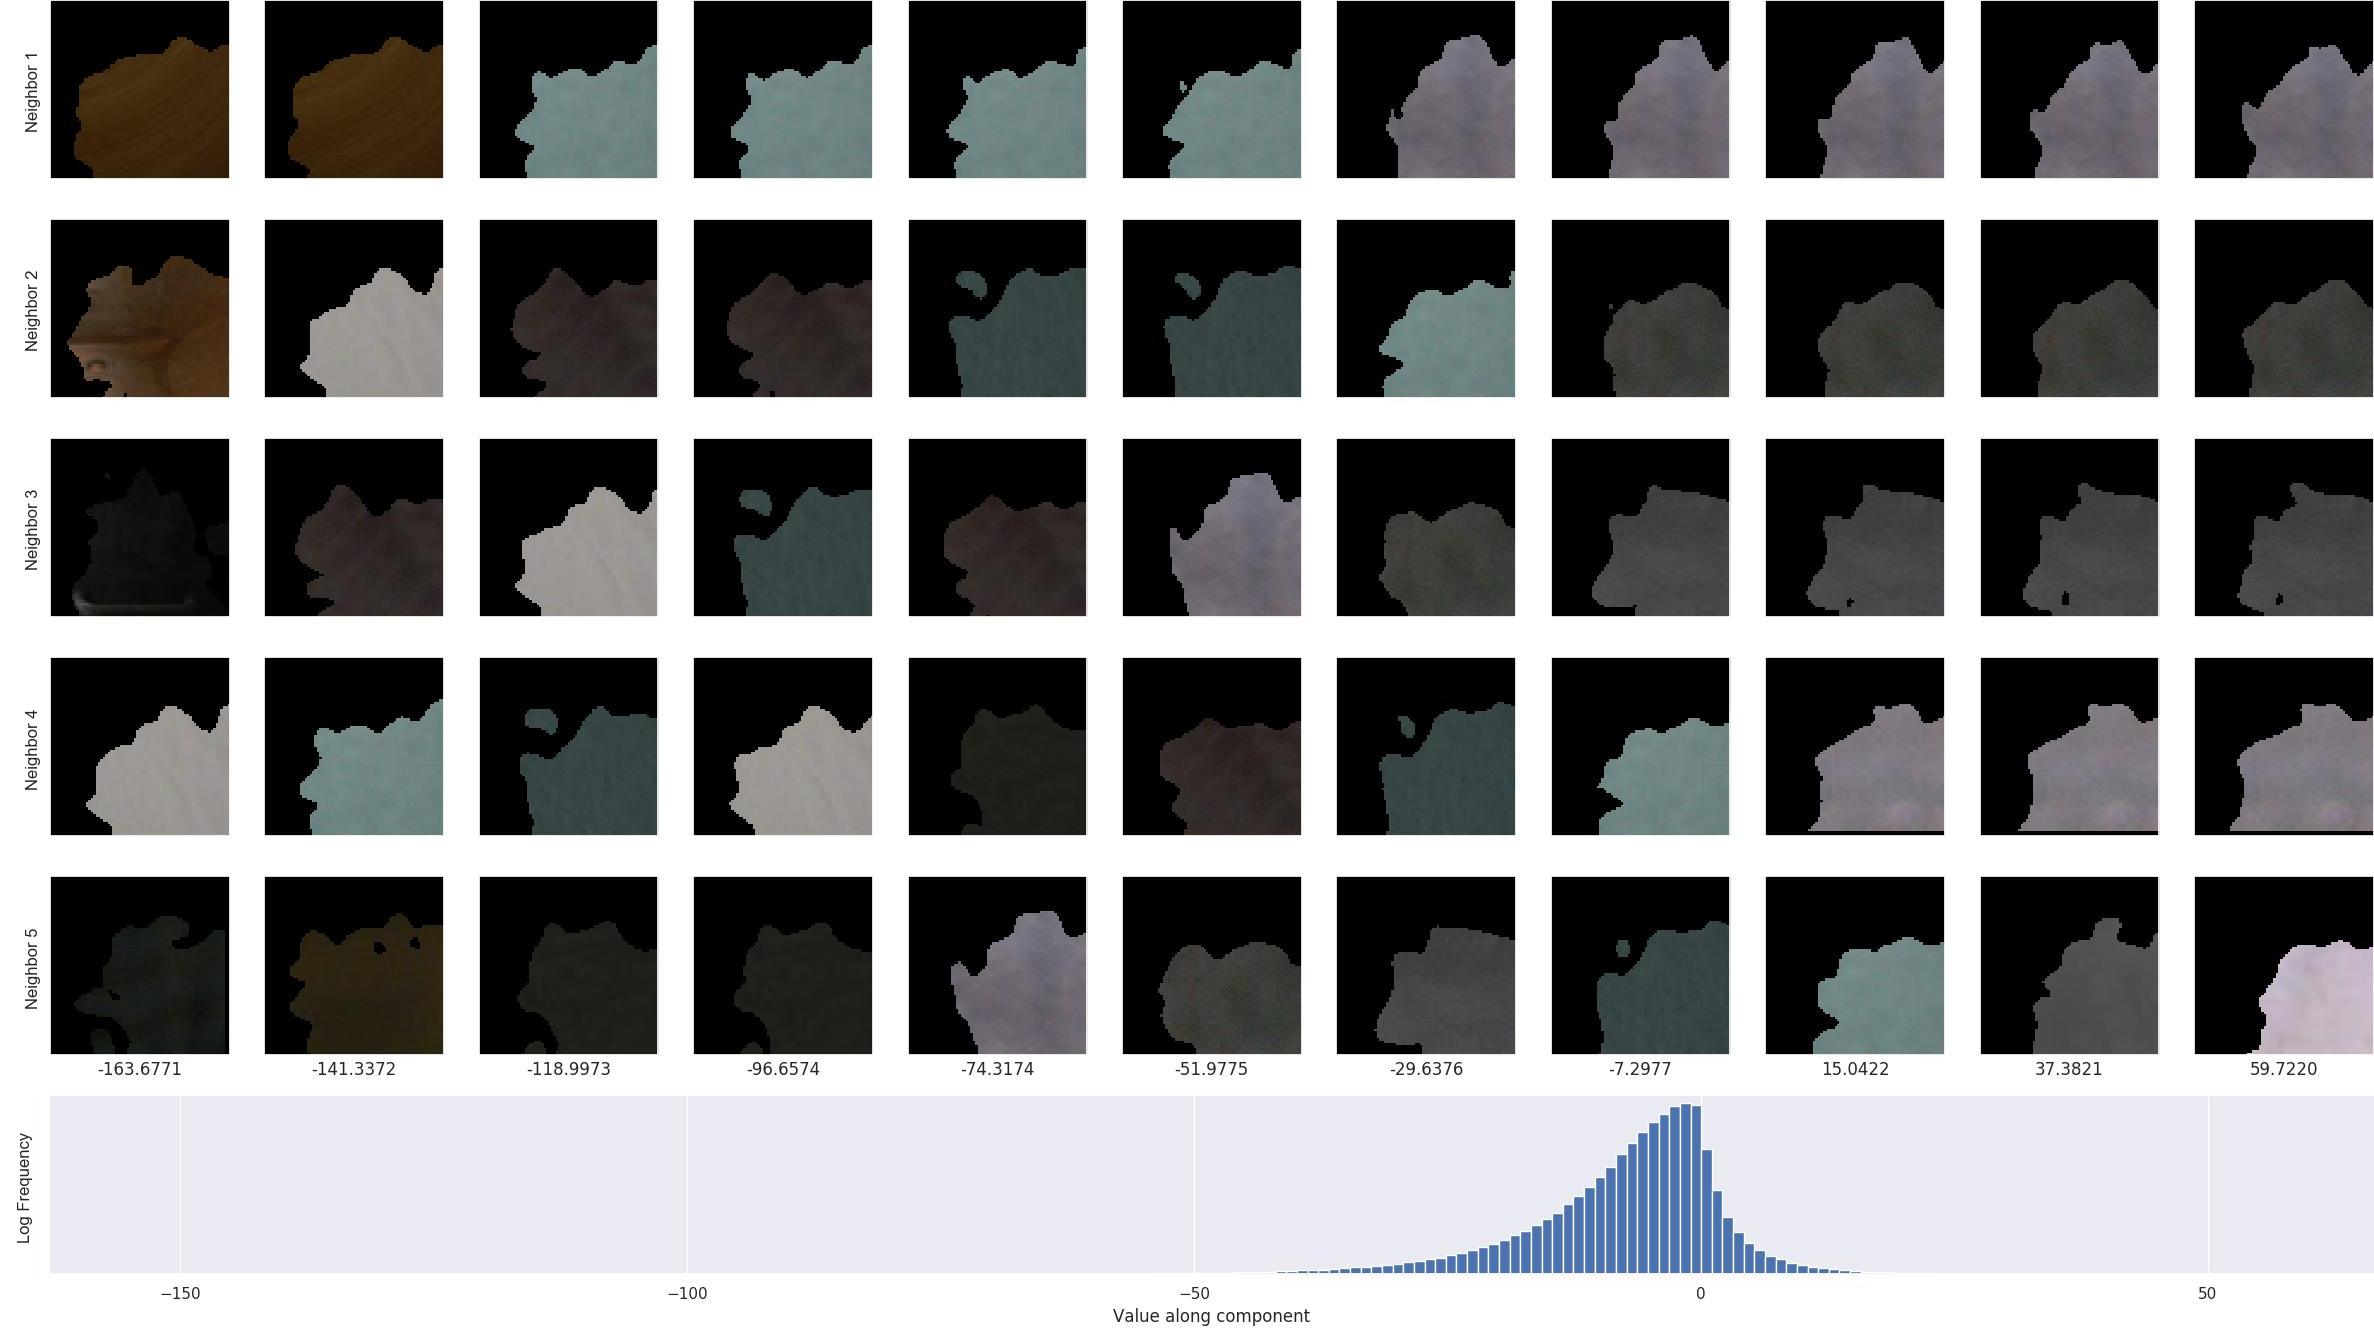 Neighbor 1
Neighbor 2
Neighbor 3
Neighbor 4
Neighbor 5
-163.6771 -141.3372 -118.9973 -96.6574 -74.3174 -51.9775 -29.6376 -7.2977 15.0422 37.3821 59.7220
Log Frequency
−150 −100 −50 0 50
Value along component